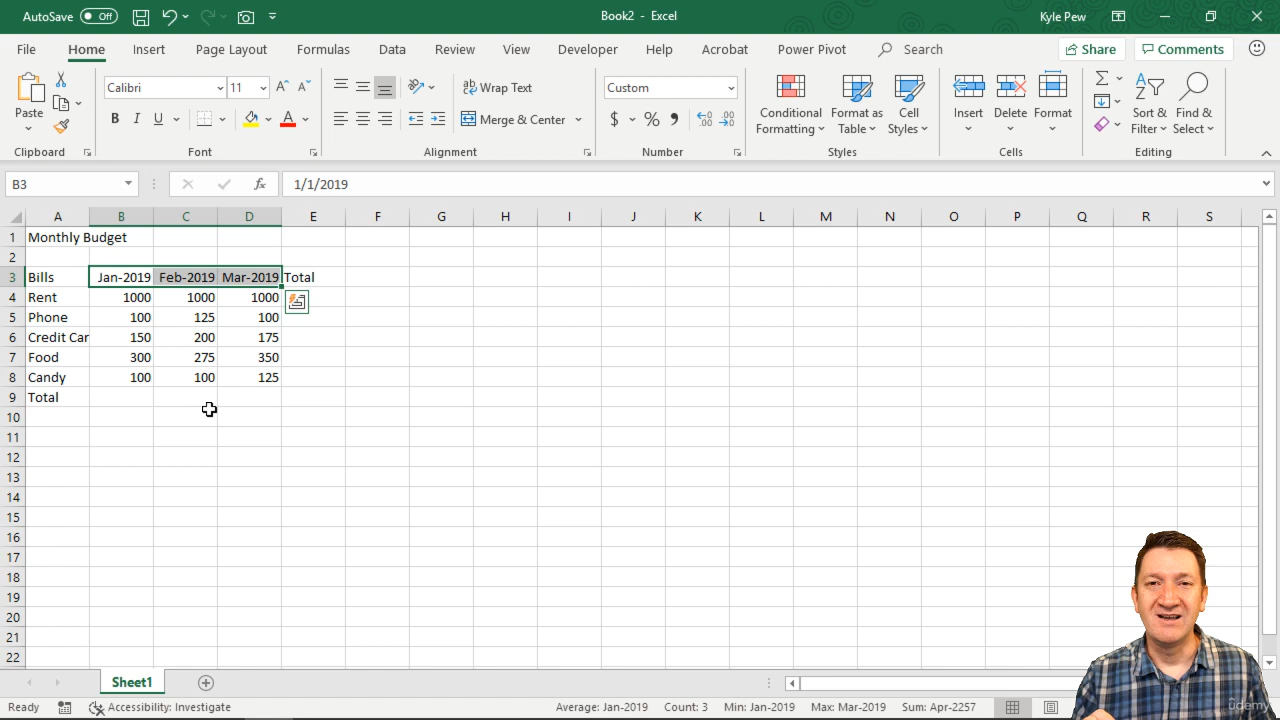 AutoSave Off Book2 - Excel Kyle Pew
File Home Insert Page Layout Formulas Data Review View Developer Help Acrobat Power Pivot Search Share Comments
Paste
Clipboard
Calibri 11
B I U A
Font
Wrap Text
Merge & Center
Alignment
Custom
$ % ,
Number
Conditional Formatting
Format as Table
Cell Styles
Styles
Insert Delete Format
Cells
Sort & Filter
Find & Select
Editing
B3 fx 1/1/2019
A B C D E F G H I J K L M N O P Q R S
1 Monthly Budget
2
3 Bills Jan-2019 Feb-2019 Mar-2019 Total
4 Rent 1000 1000 1000
5 Phone 100 125 100
6 Credit Car 150 200 175
7 Food 300 275 350
8 Candy 100 100 125
9 Total
10
11
12
13
14
15
16
17
18
19
20
21
22
Sheet1
Ready Accessibility: Investigate Average: Jan-2019 Count: 3 Min: Jan-2019 Max: Mar-2019 Sum: Apr-2257
udemy